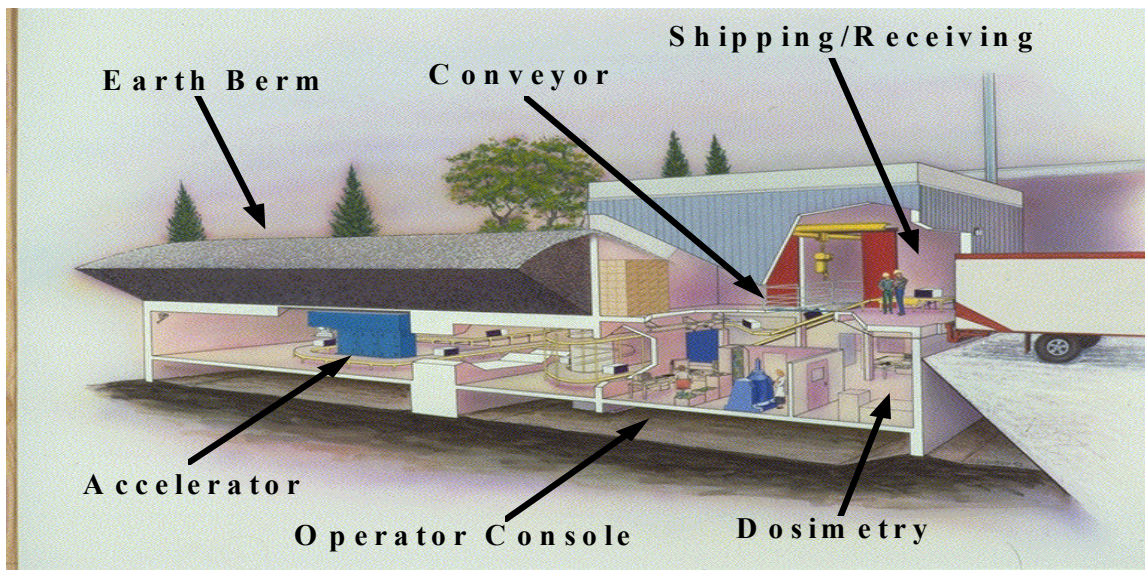 Shipping/Receiving
Conveyor
Earth Berm
Accelerator
Operator Console
Dosimetry